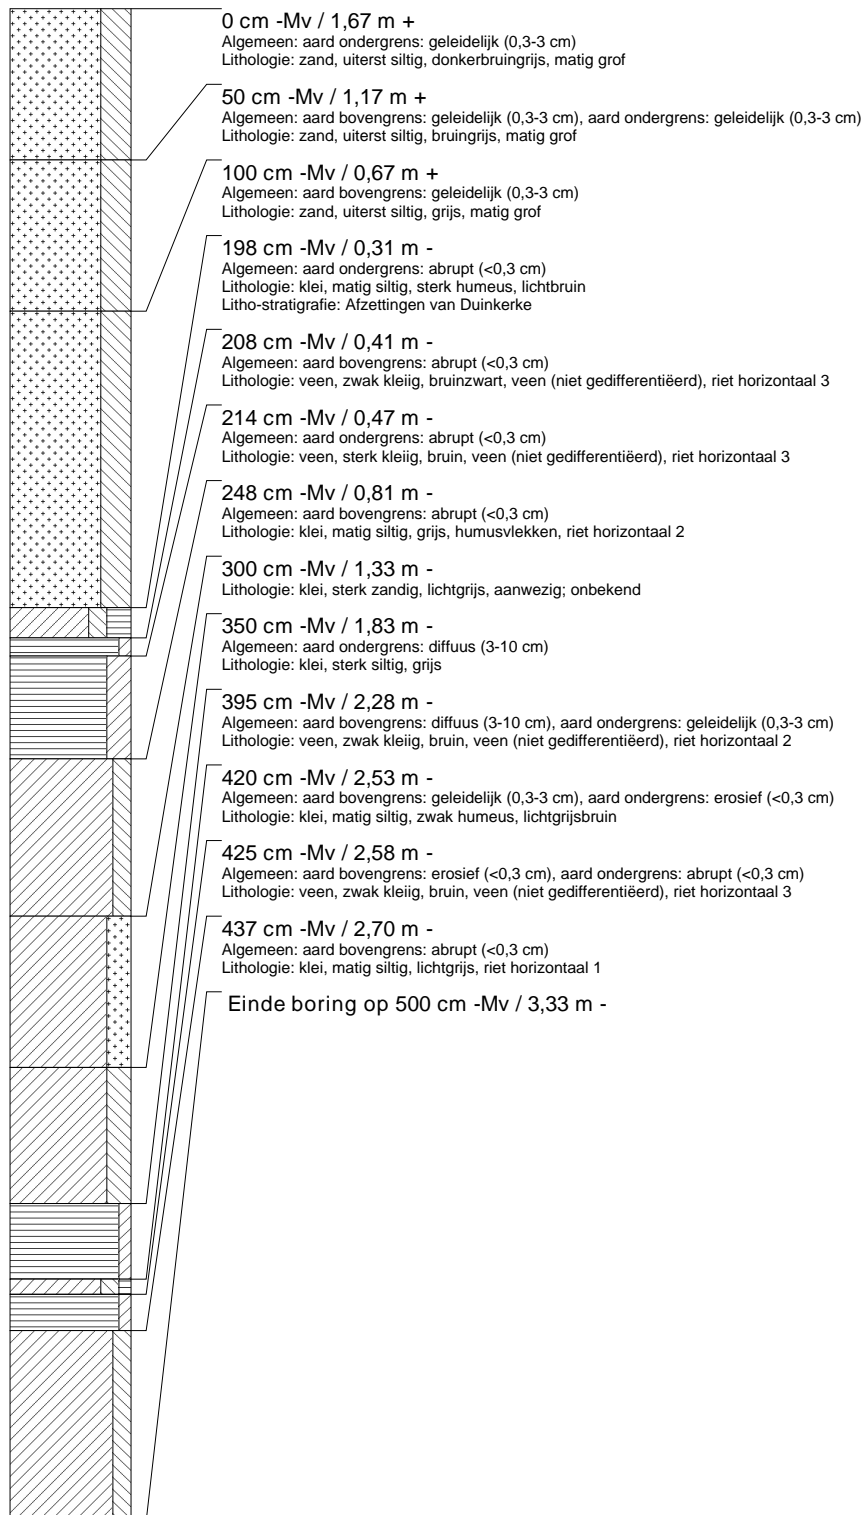 0 cm -Mv / 1,67 m +
Algemeen: aard ondergrens: geleidelijk (0,3-3 cm)
Lithologie: zand, uiterst siltig, donkerbruingrijs, matig grof
50 cm -Mv / 1,17 m +
Algemeen: aard bovengrens: geleidelijk (0,3-3 cm), aard ondergrens: geleidelijk (0,3-3 cm)
Lithologie: zand, uiterst siltig, bruingrijs, matig grof
100 cm -Mv / 0,67 m +
Algemeen: aard bovengrens: geleidelijk (0,3-3 cm)
Lithologie: zand, uiterst siltig, grijs, matig grof
198 cm -Mv / 0,31 m -
Algemeen: aard ondergrens: abrupt (<0,3 cm)
Lithologie: klei, matig siltig, sterk humeus, lichtbruin
Litho-stratigrafie: Afzettingen van Duinkerke
208 cm -Mv / 0,41 m -
Algemeen: aard bovengrens: abrupt (<0,3 cm)
Lithologie: veen, zwak kleiig, bruinzwart, veen (niet gedifferentiëerd), riet horizontaal 3
214 cm -Mv / 0,47 m -
Algemeen: aard ondergrens: abrupt (<0,3 cm)
Lithologie: veen, sterk kleiig, bruin, veen (niet gedifferentiëerd), riet horizontaal 3
248 cm -Mv / 0,81 m -
Algemeen: aard bovengrens: abrupt (<0,3 cm)
Lithologie: klei, matig siltig, grijs, humusvlekken, riet horizontaal 2
300 cm -Mv / 1,33 m -
Lithologie: klei, sterk zandig, lichtgrijs, aanwezig; onbekend
350 cm -Mv / 1,83 m -
Algemeen: aard ondergrens: diffuus (3-10 cm)
Lithologie: klei, sterk siltig, grijs
395 cm -Mv / 2,28 m -
Algemeen: aard bovengrens: diffuus (3-10 cm), aard ondergrens: geleidelijk (0,3-3 cm)
Lithologie: veen, zwak kleiig, bruin, veen (niet gedifferentiëerd), riet horizontaal 2
420 cm -Mv / 2,53 m -
Algemeen: aard bovengrens: geleidelijk (0,3-3 cm), aard ondergrens: erosief (<0,3 cm)
Lithologie: klei, matig siltig, zwak humeus, lichtgrijsbruin
425 cm -Mv / 2,58 m -
Algemeen: aard bovengrens: erosief (<0,3 cm), aard ondergrens: abrupt (<0,3 cm)
Lithologie: veen, zwak kleiig, bruin, veen (niet gedifferentiëerd), riet horizontaal 3
437 cm -Mv / 2,70 m -
Algemeen: aard bovengrens: abrupt (<0,3 cm)
Lithologie: klei, matig siltig, lichtgrijs, riet horizontaal 1
Einde boring op 500 cm -Mv / 3,33 m -